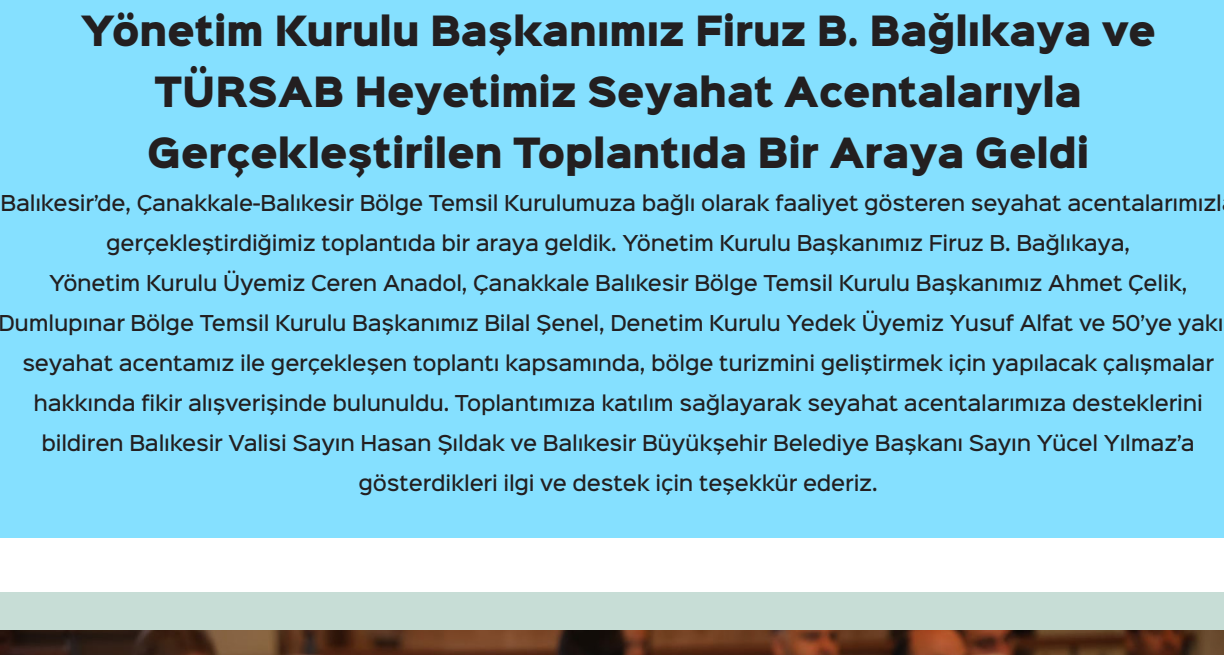 Yönetim Kurulu Başkanımız Firuz B. Bağlıkaya ve
TÜRSAB Heyetimiz Seyahat Acentalarıyla
Gerçekleştirilen Toplantıda Bir Araya Geldi
Balıkesir’de, Çanakkale-Balıkesir Bölge Temsil Kurulumuza bağlı olarak faaliyet gösteren seyahat acentalarımızla
gerçekleştirdiğimiz toplantıda bir araya geldik. Yönetim Kurulu Başkanımız Firuz B. Bağlıkaya,
Yönetim Kurulu Üyemiz Ceren Anadol, Çanakkale Balıkesir Bölge Temsil Kurulu Başkanımız Ahmet Çelik,
Dumlupınar Bölge Temsil Kurulu Başkanımız Bilal Şenel, Denetim Kurulu Yedek Üyemiz Yusuf Alfat ve 50’ye yakı
seyahat acentamız ile gerçekleşen toplantı kapsamında, bölge turizmini geliştirmek için yapılacak çalışmalar
hakkında fikir alışverişinde bulunuldu. Toplantımıza katılım sağlayarak seyahat acentalarımıza desteklerini
bildiren Balıkesir Valisi Sayın Hasan Şıldak ve Balıkesir Büyükşehir Belediye Başkanı Sayın Yücel Yılmaz’a
gösterdikleri ilgi ve destek için teşekkür ederiz.